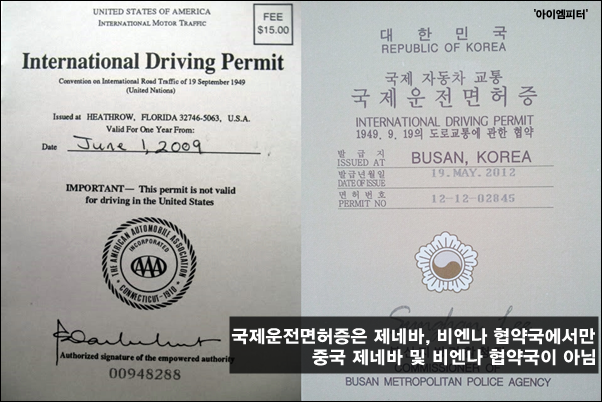 UNITED STATES OF AMERICA
INTERNATIONAL MOTOR TRAFFIC
FEE
$15.00
International Driving Permit
Convention on International Road Traffic of 19 September 1949
(United Nations)
Issued at HEATHROW, FLORIDA 32746-5063, U.S.A.
Valid For One Year From:
Date June 1, 2009
IMPORTANT— This permit is not valid
for driving in the United States
THE AMERICAN AUTOMOBILE ASSOCIATION
INCORPORATED
AAA
CONNECTICUT-1910
Authorized signature of the empowered authority
00948288
'아이엠피터'
대 한 민 국
REPUBLIC OF KOREA
국제 자동차 교통
국제운전면허증
INTERNATIONAL DRIVING PERMIT
1949. 9. 19의 도로교통에 관한 협약
발 급 지
ISSUED AT BUSAN, KOREA
발급년월일 19. MAY. 2012
DATE OF ISSUE
면 허 번 호 12-12-02845
PERMIT NO
국제운전면허증은 제네바, 비엔나 협약국에서만
중국 제네바 및 비엔나 협약국이 아님
COMMISSIONER OF
BUSAN METROPOLITAN POLICE AGENCY